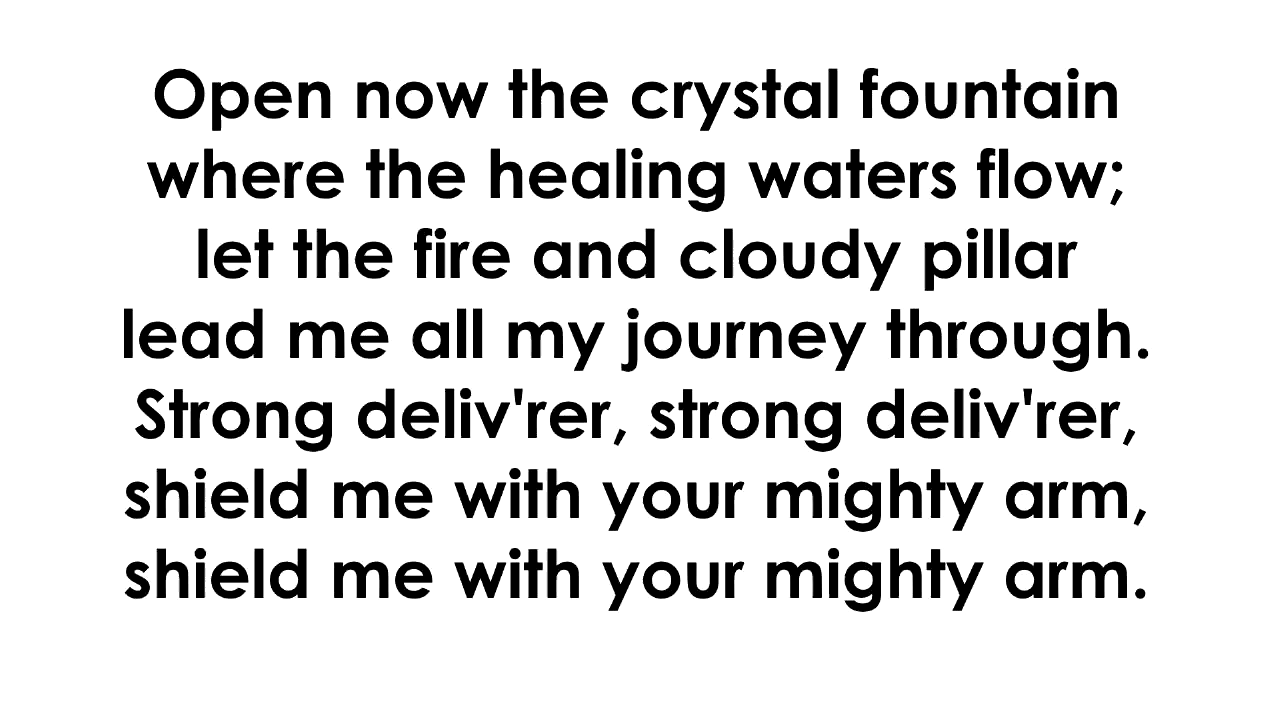 Open now the crystal fountain
where the healing waters flow;
let the fire and cloudy pillar
lead me all my journey through.
Strong deliv'rer, strong deliv'rer,
shield me with your mighty arm,
shield me with your mighty arm.